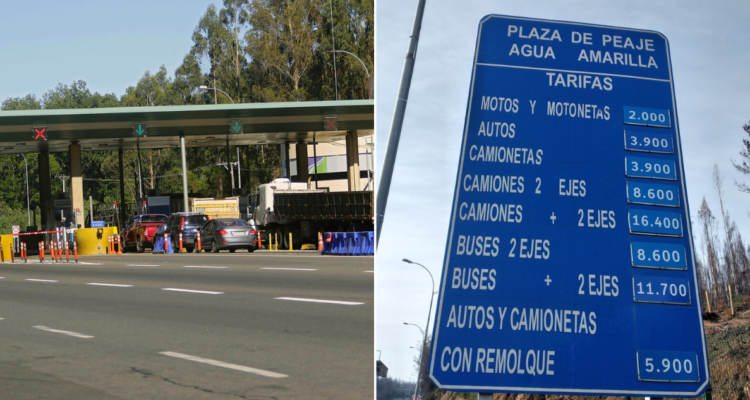 PLAZA DE PEAJE
AGUA AMARILLA
TARIFAS
MOTOS Y MOTONETAS 2.000
AUTOS 3.900
CAMIONETAS 3.900
CAMIONES 2 EJES 8.600
CAMIONES + 2 EJES 16.400
BUSES 2 EJES 8.600
BUSES + 2 EJES 11.700
AUTOS Y CAMIONETAS
CON REMOLQUE 5.900